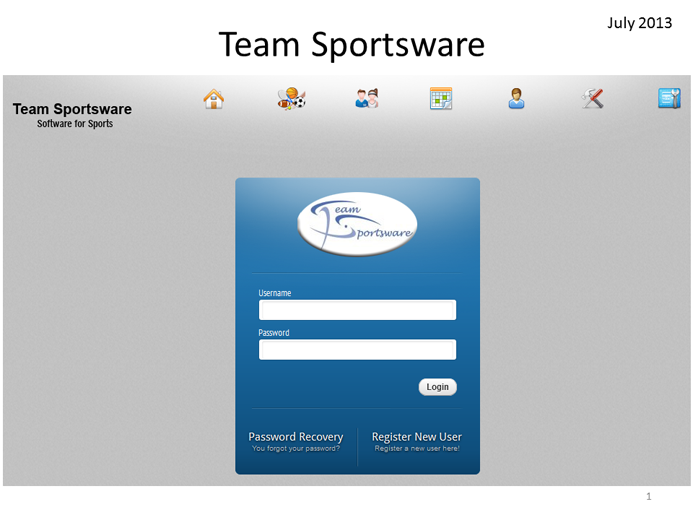 July 2013
Team Sportsware
Team Sportsware
Software for Sports
Team
Sportsware
Username
Password
Login
Password Recovery
You forgot your password?
Register New User
Register a new user here!
1